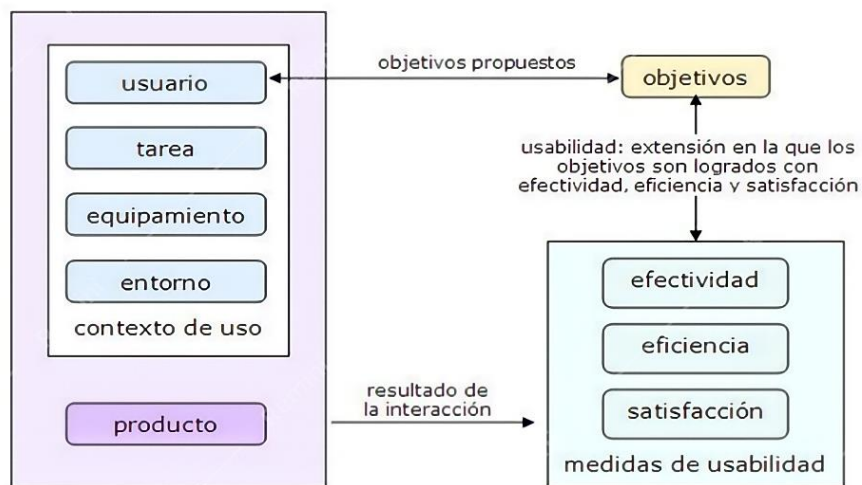 usuario
tarea
equipamiento
entorno
contexto de uso
producto
objetivos propuestos
objetivos
usabilidad: extensión en la que los
objetivos son logrados con
efectividad, eficiencia y satisfacción
resultado de
la interacción
efectividad
eficiencia
satisfacción
medidas de usabilidad